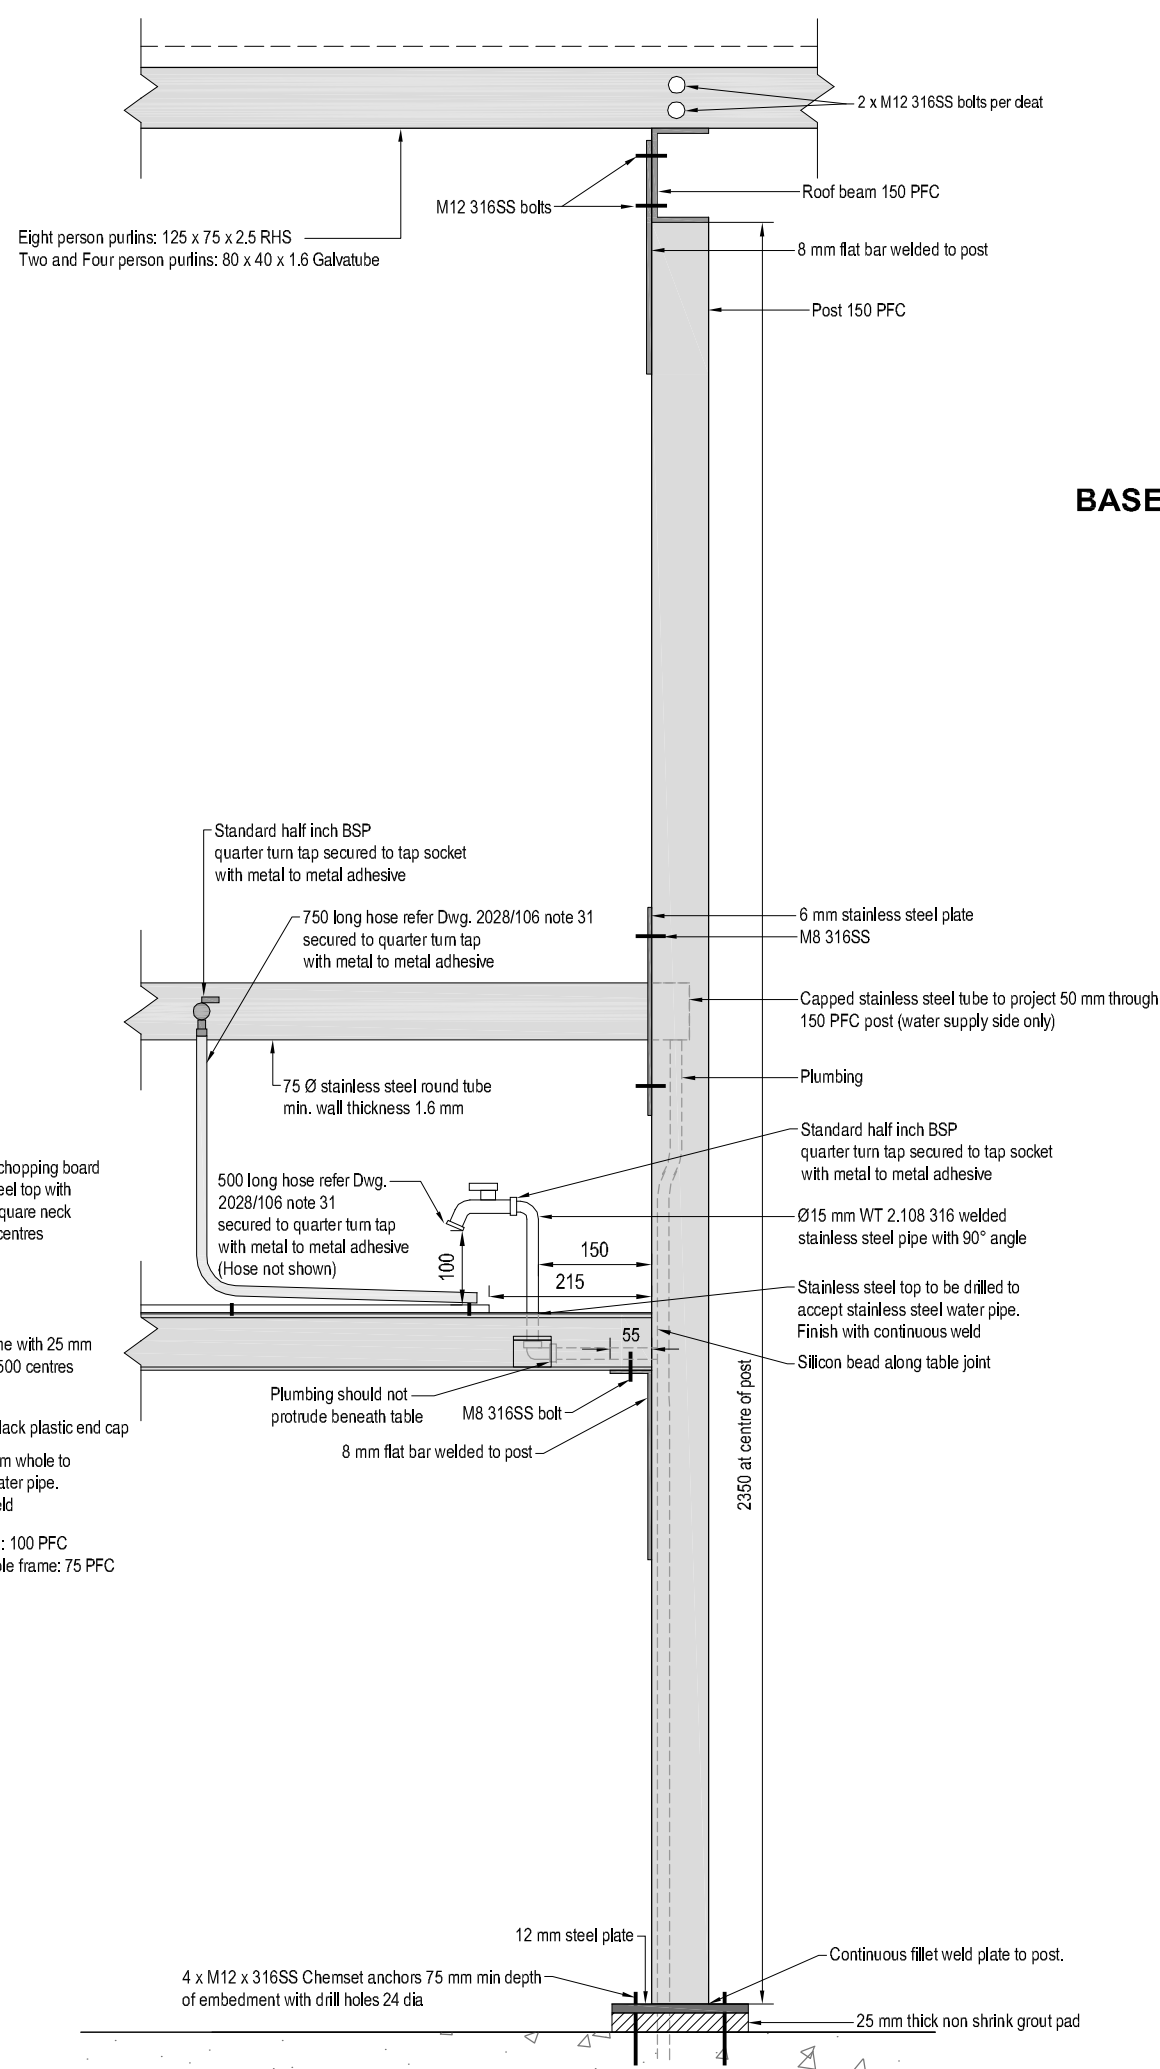 2 x M12 316SS bolts per cleat
M12 316SS bolts
Roof beam 150 PFC
Eight person purlins: 125 x 75 x 2.5 RHS
Two and Four person purlins: 80 x 40 x 1.6 Galvatube
8 mm flat bar welded to post
Post 150 PFC
BASE
Standard half inch BSP
quarter turn tap secured to tap socket
with metal to metal adhesive
750 long hose refer Dwg. 2028/106 note 31
secured to quarter turn tap
with metal to metal adhesive
6 mm stainless steel plate
M8 316SS
Capped stainless steel tube to project 50 mm through
150 PFC post (water supply side only)
75 Ø stainless steel round tube
min. wall thickness 1.6 mm
Plumbing
Standard half inch BSP
quarter turn tap secured to tap socket
with metal to metal adhesive
chopping board
eel top with
quare neck
centres
500 long hose refer Dwg.
2028/106 note 31
secured to quarter turn tap
with metal to metal adhesive
(Hose not shown)
Ø15 mm WT 2.108 316 welded
stainless steel pipe with 90° angle
100
150
215
Stainless steel top to be drilled to
accept stainless steel water pipe.
Finish with continuous weld
55
Silicon bead along table joint
me with 25 mm
500 centres
Plumbing should not
protrude beneath table
M8 316SS bolt
8 mm flat bar welded to post
2350 at centre of post
lack plastic end cap
m whole to
ater pipe.
eld
: 100 PFC
ble frame: 75 PFC
12 mm steel plate
Continuous fillet weld plate to post.
4 x M12 x 316SS Chemset anchors 75 mm min depth
of embedment with drill holes 24 dia
25 mm thick non shrink grout pad